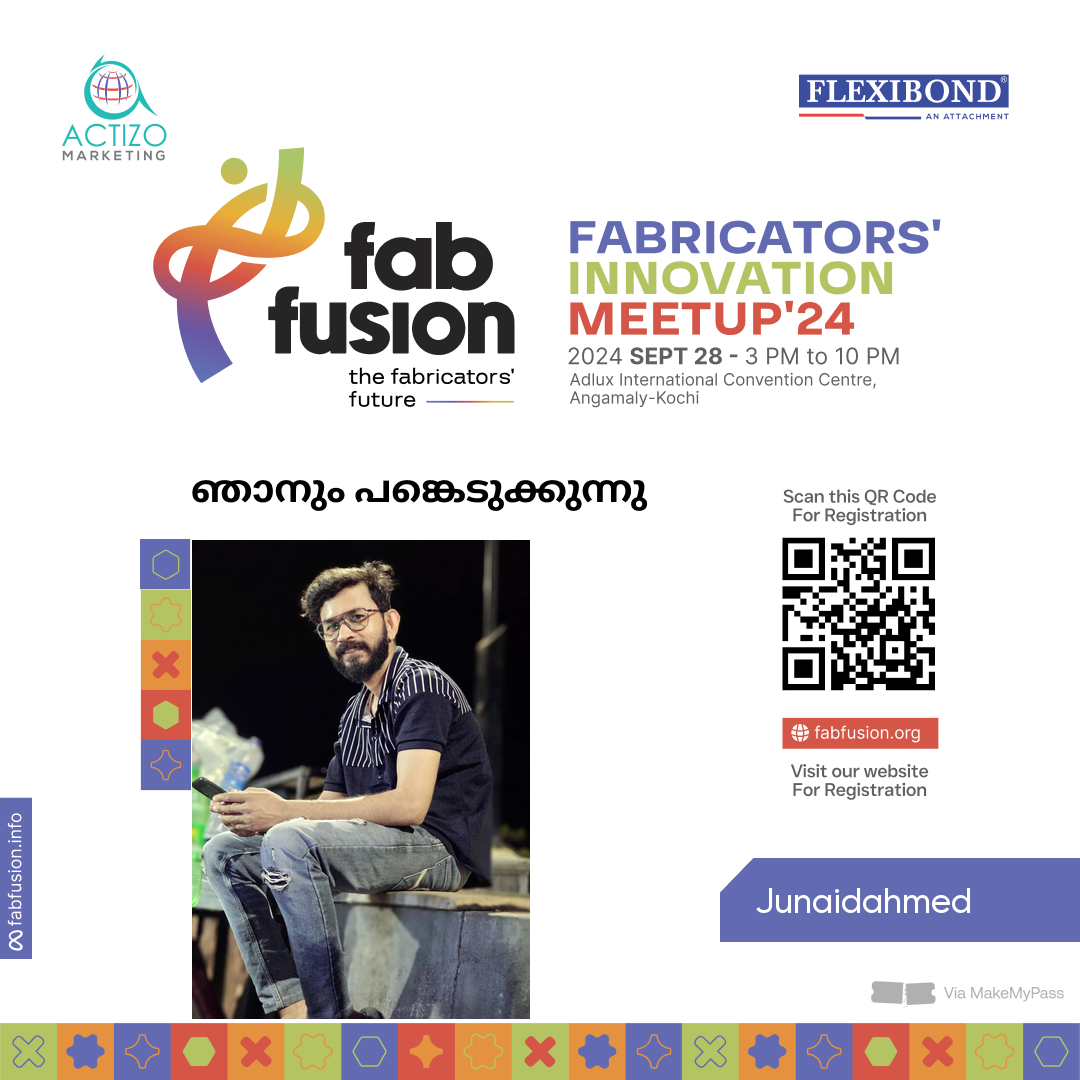 ACTIZO
MARKETING
FLEXIBOND®
AN ATTACHMENT
fab
fusion
the fabricators'
future
FABRICATORS'
INNOVATION
MEETUP'24
2024 SEPT 28 - 3 PM to 10 PM
Adlux International Convention Centre,
Angamaly-Kochi
ഞാനും പങ്കെടുക്കുന്നു
Scan this QR Code
For Registration
fabfusion.org
Visit our website
For Registration
fabfusion.info
Junaidahmed
Via MakeMyPass